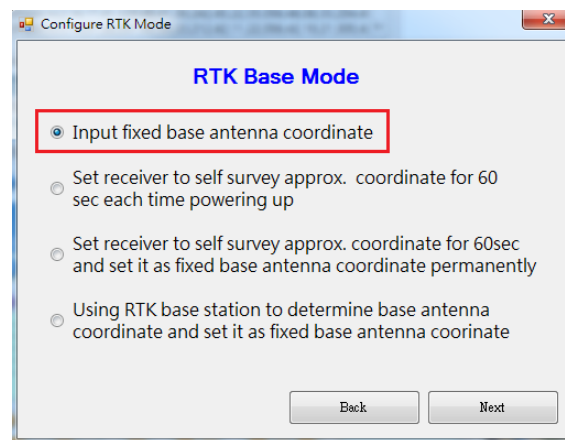 Configure RTK Mode
RTK Base Mode
Input fixed base antenna coordinate
Set receiver to self survey approx. coordinate for 60
sec each time powering up
Set receiver to self survey approx. coordinate for 60sec
and set it as fixed base antenna coordinate permanently
Using RTK base station to determine base antenna
coordinate and set it as fixed base antenna coorinate
Back
Next